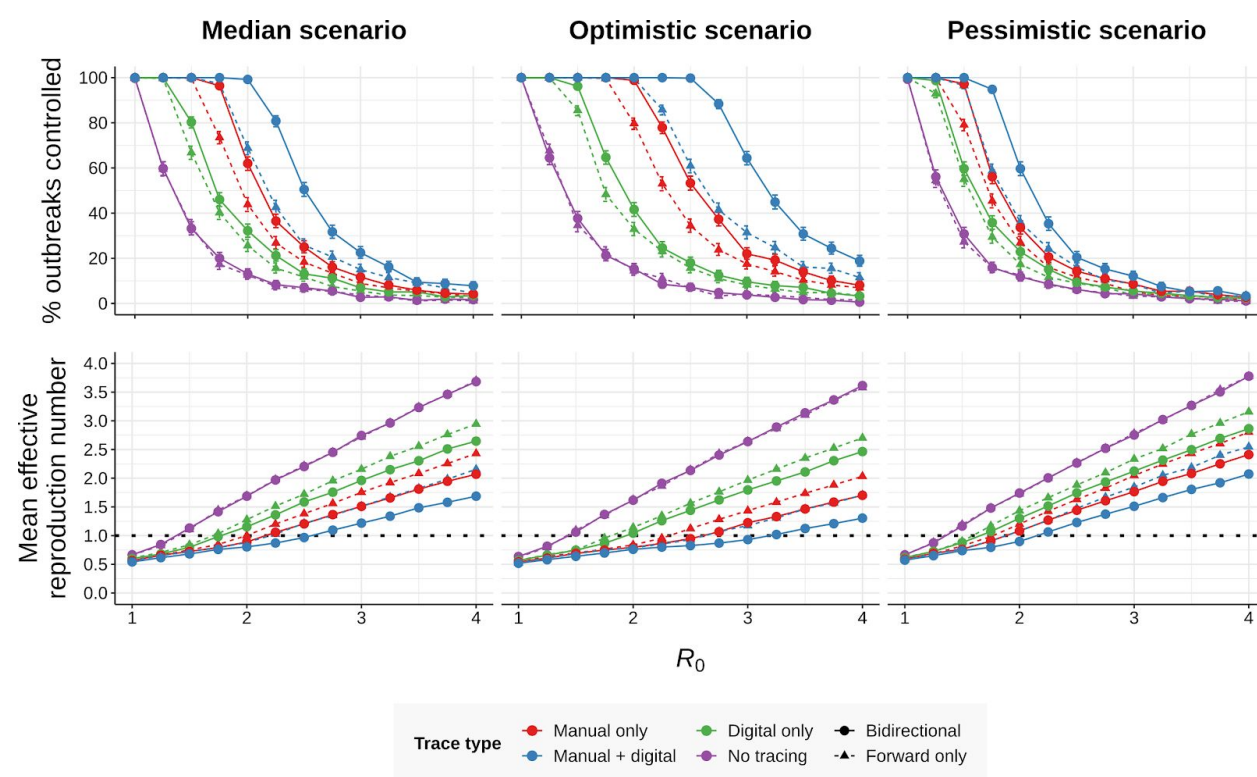 Median scenario
Optimistic scenario
Pessimistic scenario
% outbreaks controlled
100
80
60
40
20
0
Mean effective
reproduction number
4.0
3.5
3.0
2.5
2.0
1.5
1.0
0.5
0.0
1 2 3 4
1 2 3 4
1 2 3 4
R0
Trace type
Manual only
Digital only
Bidirectional
Manual + digital
No tracing
Forward only